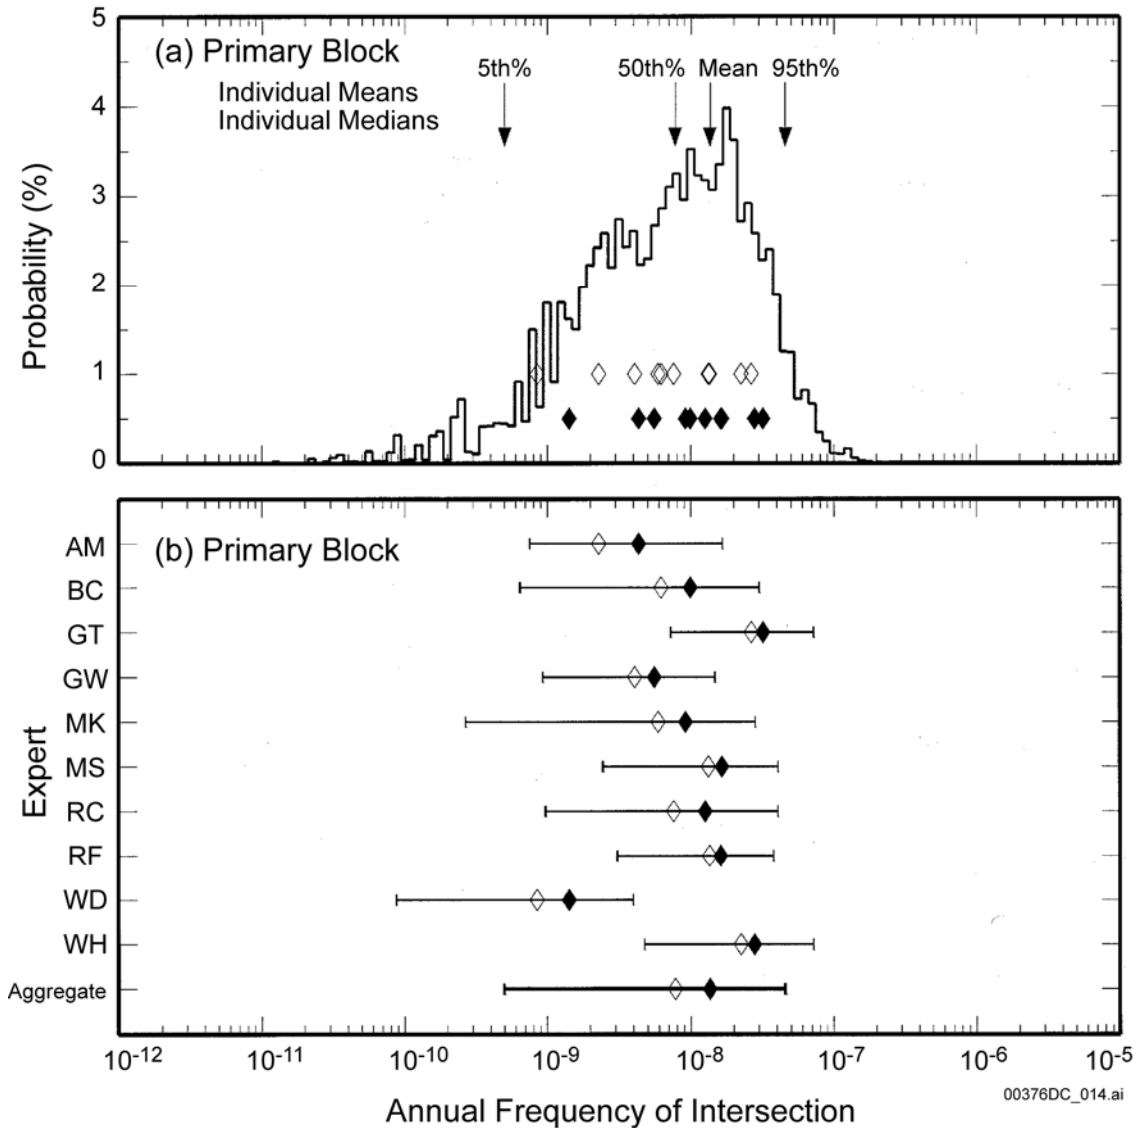 5
(a) Primary Block
5th% 50th% Mean 95th%
Individual Means
Individual Medians
4
3
2
1
0
Probability (%)
(b) Primary Block
AM
BC
GT
GW
MK
MS
RC
RF
WD
WH
Aggregate
Expert
10-12 10-11 10-10 10-9 10-8 10-7 10-6 10-5
00376DC_014.ai
Annual Frequency of Intersection